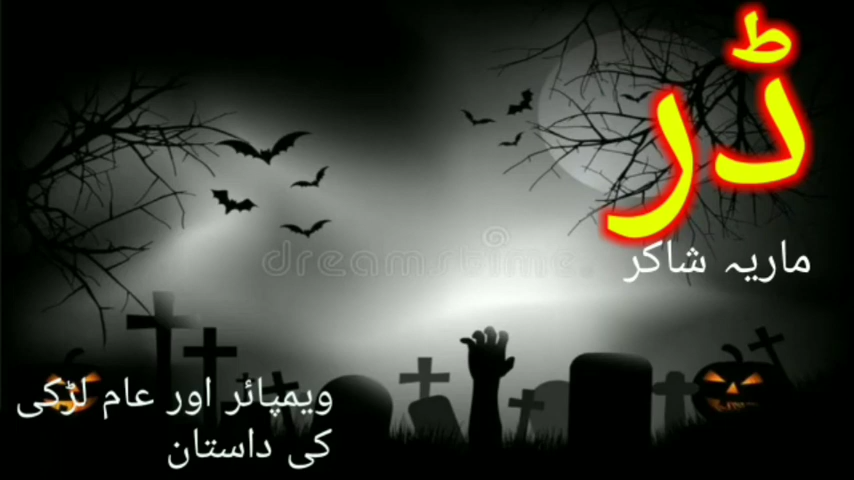 ڈر
ماریہ شاکر
dreamstime
ویمپائر اور عام لڑکی
کی داستان